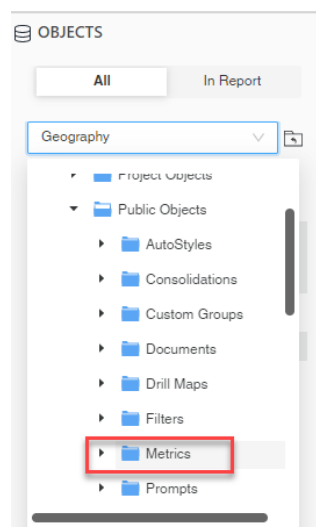 OBJECTS
All In Report
Geography
Project Objects
Public Objects
AutoStyles
Consolidations
Custom Groups
Documents
Drill Maps
Filters
Metrics
Prompts